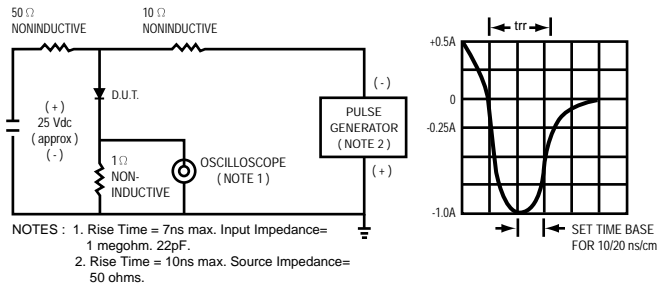 50 Ω
NONINDUCTIVE
10 Ω
NONINDUCTIVE
( + )
25 Vdc
( approx )
( - )
D.U.T.
1 Ω
NON-
INDUCTIVE
OSCILLOSCOPE
( NOTE 1 )
( - )
PULSE
GENERATOR
( NOTE 2 )
( + )
trr
+0.5A
0
-0.25A
-1.0A
SET TIME BASE
FOR 10/20 ns/cm
NOTES : 1. Rise Time = 7ns max. Input Impedance=
1 megohm. 22pF.
2. Rise Time = 10ns max. Source Impedance=
50 ohms.